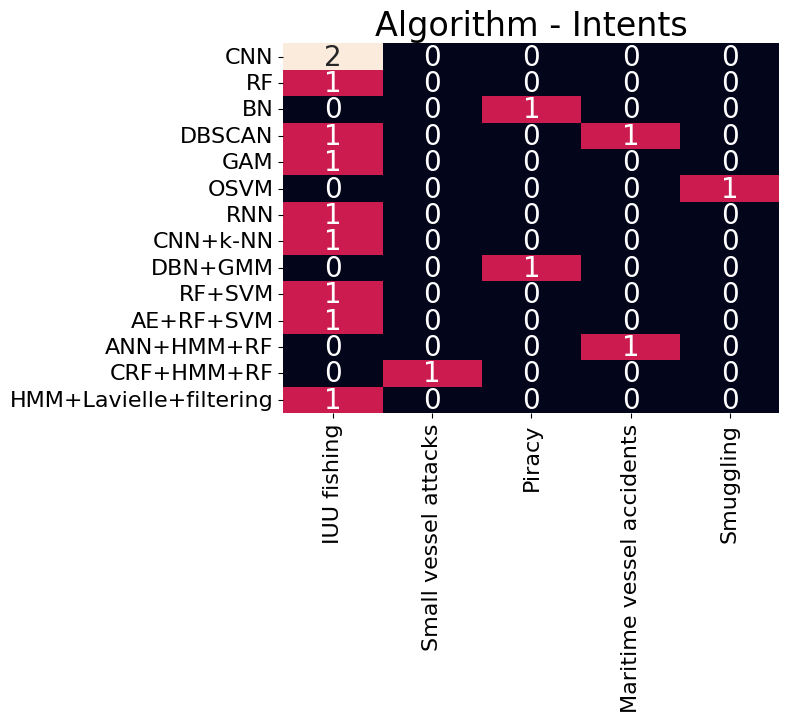 Algorithm - Intents
CNN 2 0 0 0 0
RF 1 0 0 0 0
BN 0 0 1 0 0
DBSCAN 1 0 0 1 0
GAM 1 0 0 0 0
OSVM 0 0 0 0 1
RNN 1 0 0 0 0
CNN+k-NN 1 0 0 0 0
DBN+GMM 0 0 1 0 0
RF+SVM 1 0 0 0 0
AE+RF+SVM 1 0 0 0 0
ANN+HMM+RF 0 0 0 1 0
CRF+HMM+RF 0 1 0 0 0
HMM+Lavielle+filtering 1 0 0 0 0
IUU fishing
Small vessel attacks
Piracy
Maritime vessel accidents
Smuggling